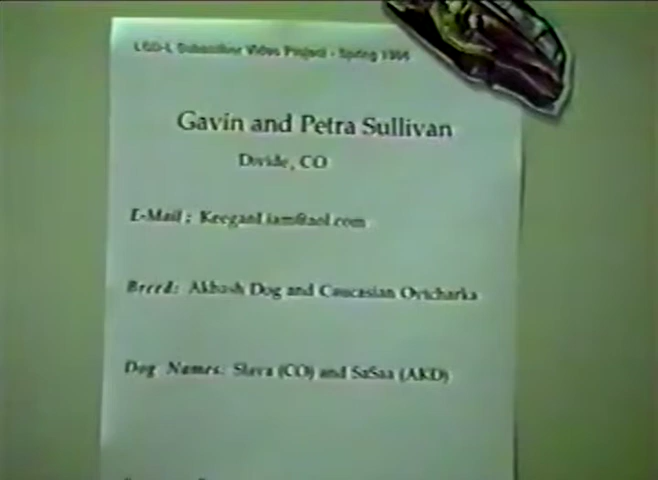 LGD-L Subscriber Video Project - Spring 1996
Gavin and Petra Sullivan
Divide, CO
E-Mail: KeeganLiam@aol.com
Breed: Akbash Dog and Caucasian Ovtcharka
Dog Names: Slava (CO) and SaSaa (AKD)